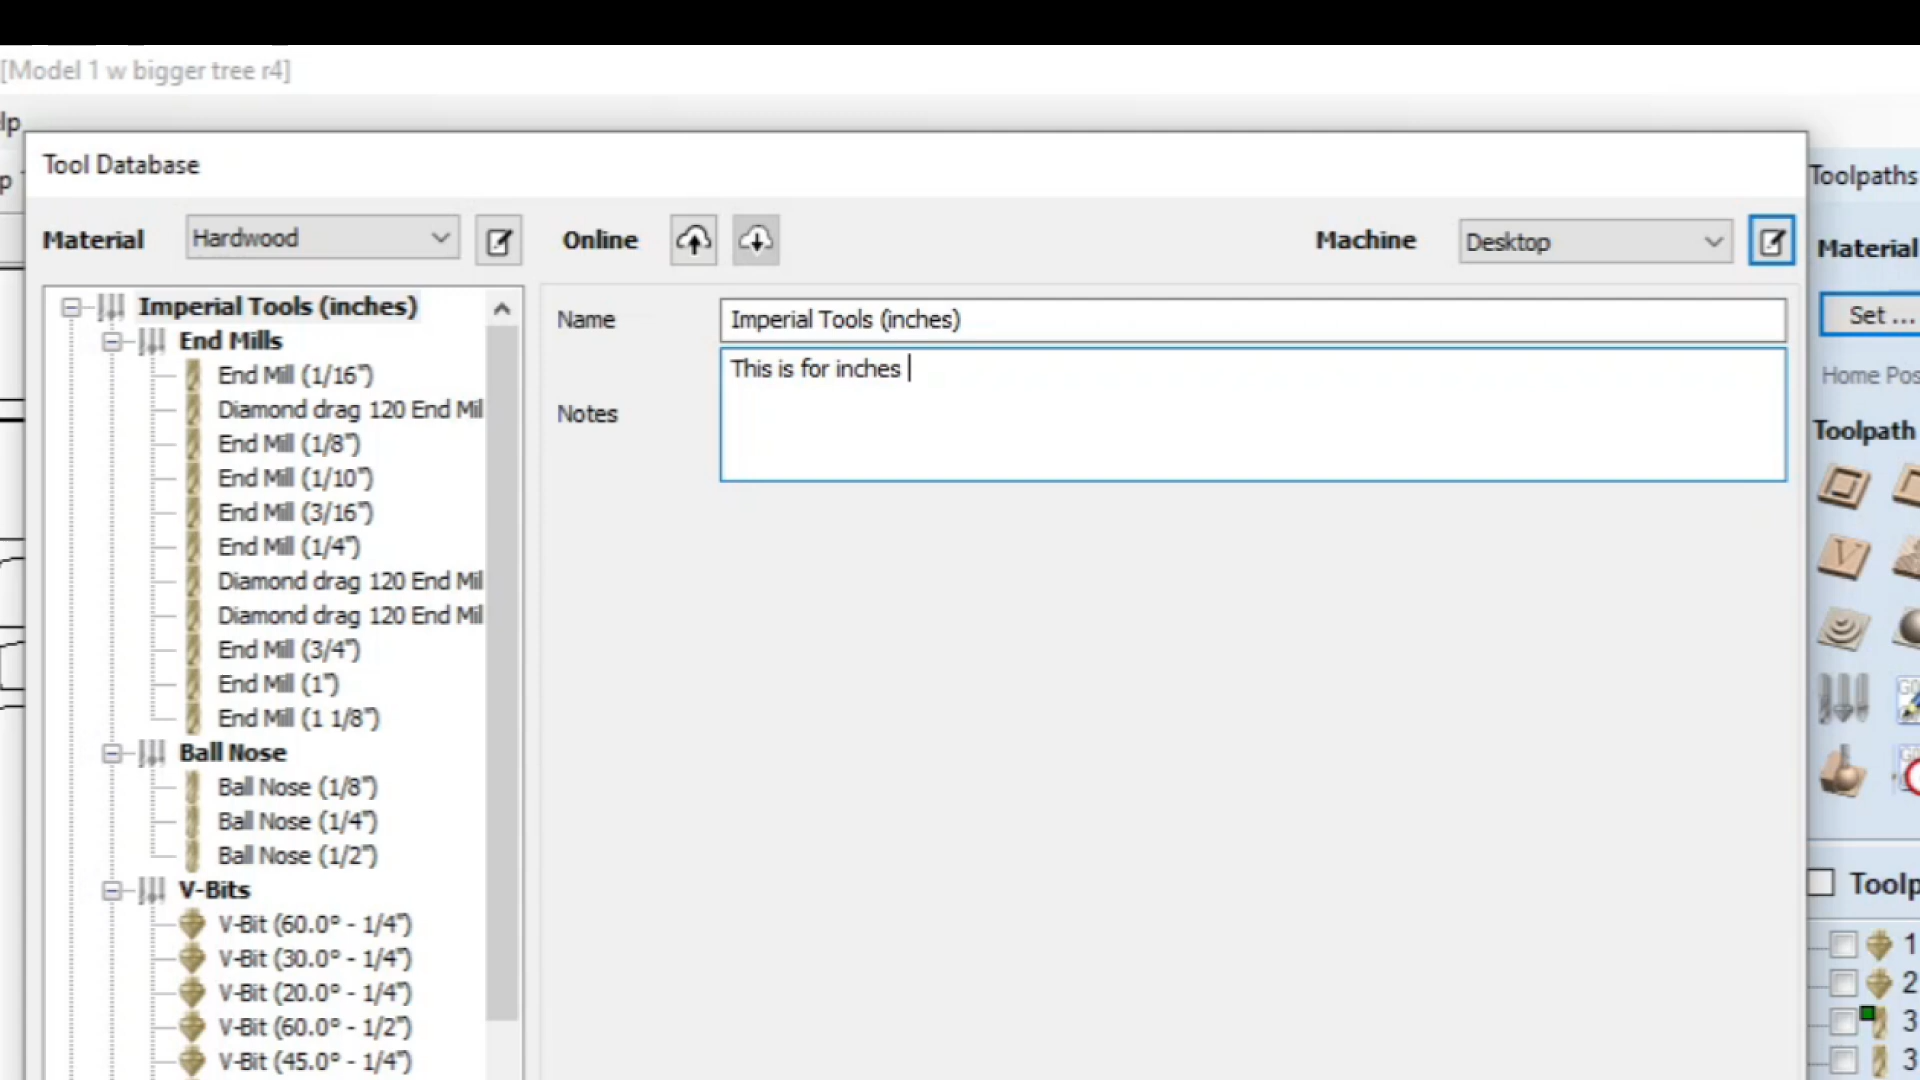 [Model 1 w bigger tree r4]
Tool Database
Toolpaths
Material
Hardwood
Online
Machine
Desktop
Material
Imperial Tools (inches)
Name
Imperial Tools (inches)
Set ...
End Mills
This is for inches
End Mill (1/16")
Home Pos
Diamond drag 120 End Mil
Notes
Toolpath
End Mill (1/8")
End Mill (1/10")
End Mill (3/16")
End Mill (1/4")
Diamond drag 120 End Mil
Diamond drag 120 End Mil
End Mill (3/4")
End Mill (1")
End Mill (1 1/8")
Ball Nose
Ball Nose (1/8")
Ball Nose (1/4")
Ball Nose (1/2")
V-Bits
Toolp
V-Bit (60.0° - 1/4")
1
V-Bit (30.0° - 1/4")
2
V-Bit (20.0° - 1/4")
3
V-Bit (60.0° - 1/2")
3
V-Bit (45.0° - 1/4")